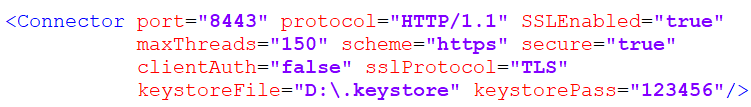 <Connector port="8443" protocol="HTTP/1.1" SSLEnabled="true"
maxThreads="150" scheme="https" secure="true"
clientAuth="false" sslProtocol="TLS"
keystoreFile="D:\.keystore" keystorePass="123456"/>